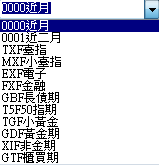 0000近月
0000近月
0001近二月
TXF臺指
MXF小臺指
EXF電子
FXF金融
GBF長債期
T5F50指期
TGF小黃金
GDF黃金期
XIF非金期
GTF櫃買期